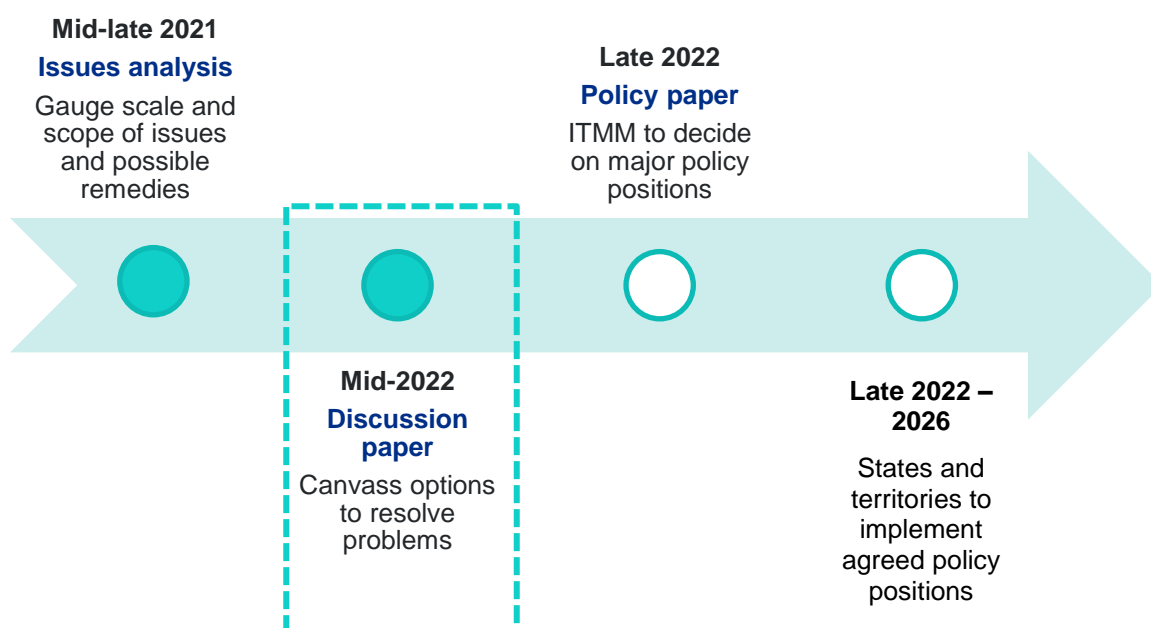 Mid-late 2021
Issues analysis
Gauge scale and
scope of issues
and possible
remedies
Mid-2022
Discussion
paper
Canvass options
to resolve
problems
Late 2022
Policy paper
ITMM to decide
on major policy
positions
Late 2022 –
2026
States and
territories to
implement
agreed policy
positions